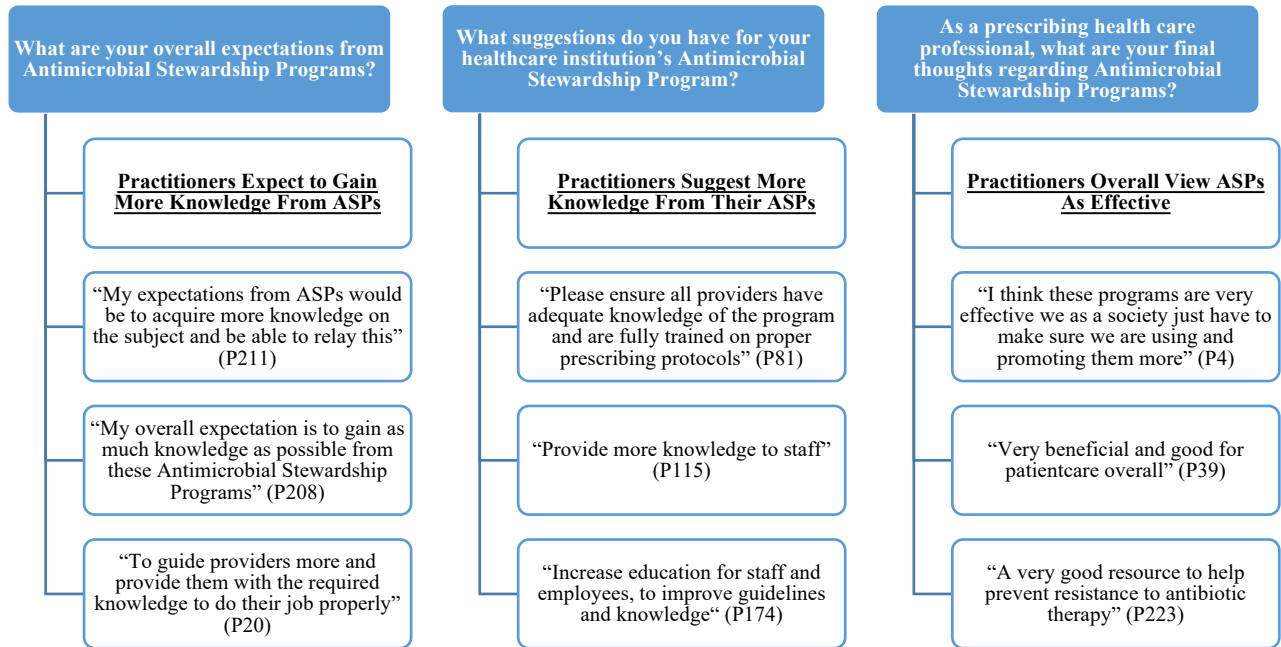 What are your overall expectations from
Antimicrobial Stewardship Programs?
Practitioners Expect to Gain
More Knowledge From ASPs
“My expectations from ASPs would
be to acquire more knowledge on
the subject and be able to relay this”
(P211)
“My overall expectation is to gain as
much knowledge as possible from
these Antimicrobial Stewardship
Programs” (P208)
“To guide providers more and
provide them with the required
knowledge to do their job properly”
(P20)
What suggestions do you have for your
healthcare institution’s Antimicrobial
Stewardship Program?
Practitioners Suggest More
Knowledge From Their ASPs
“Please ensure all providers have
adequate knowledge of the program
and are fully trained on proper
prescribing protocols” (P81)
“Provide more knowledge to staff”
(P115)
“Increase education for staff and
employees, to improve guidelines
and knowledge“ (P174)
As a prescribing health care
professional, what are your final
thoughts regarding Antimicrobial
Stewardship Programs?
Practitioners Overall View ASPs
As Effective
“I think these programs are very
effective we as a society just have to
make sure we are using and
promoting them more” (P4)
“Very beneficial and good for
patientcare overall” (P39)
“A very good resource to help
prevent resistance to antibiotic
therapy” (P223)